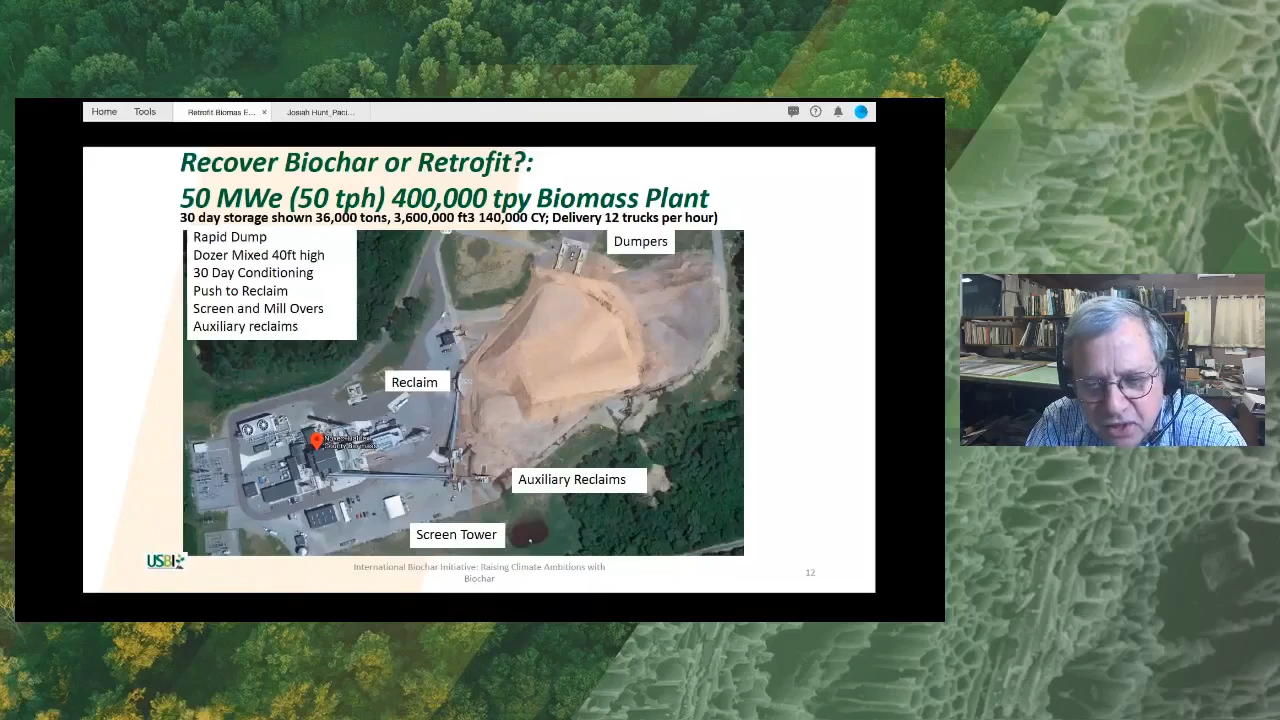 Home Tools Retrofit Biomas E... × Josiah Hunt_Paci...
Recover Biochar or Retrofit?:
50 MWe (50 tph) 400,000 tpy Biomass Plant
30 day storage shown 36,000 tons, 3,600,000 ft3 140,000 CY; Delivery 12 trucks per hour)
Rapid Dump
Dozer Mixed 40ft high
30 Day Conditioning
Push to Reclaim
Screen and Mill Overs
Auxiliary reclaims
Dumpers
Reclaim
County Biomass
Auxiliary Reclaims
Screen Tower
USBI
International Biochar Initiative: Raising Climate Ambitions with
Biochar
12